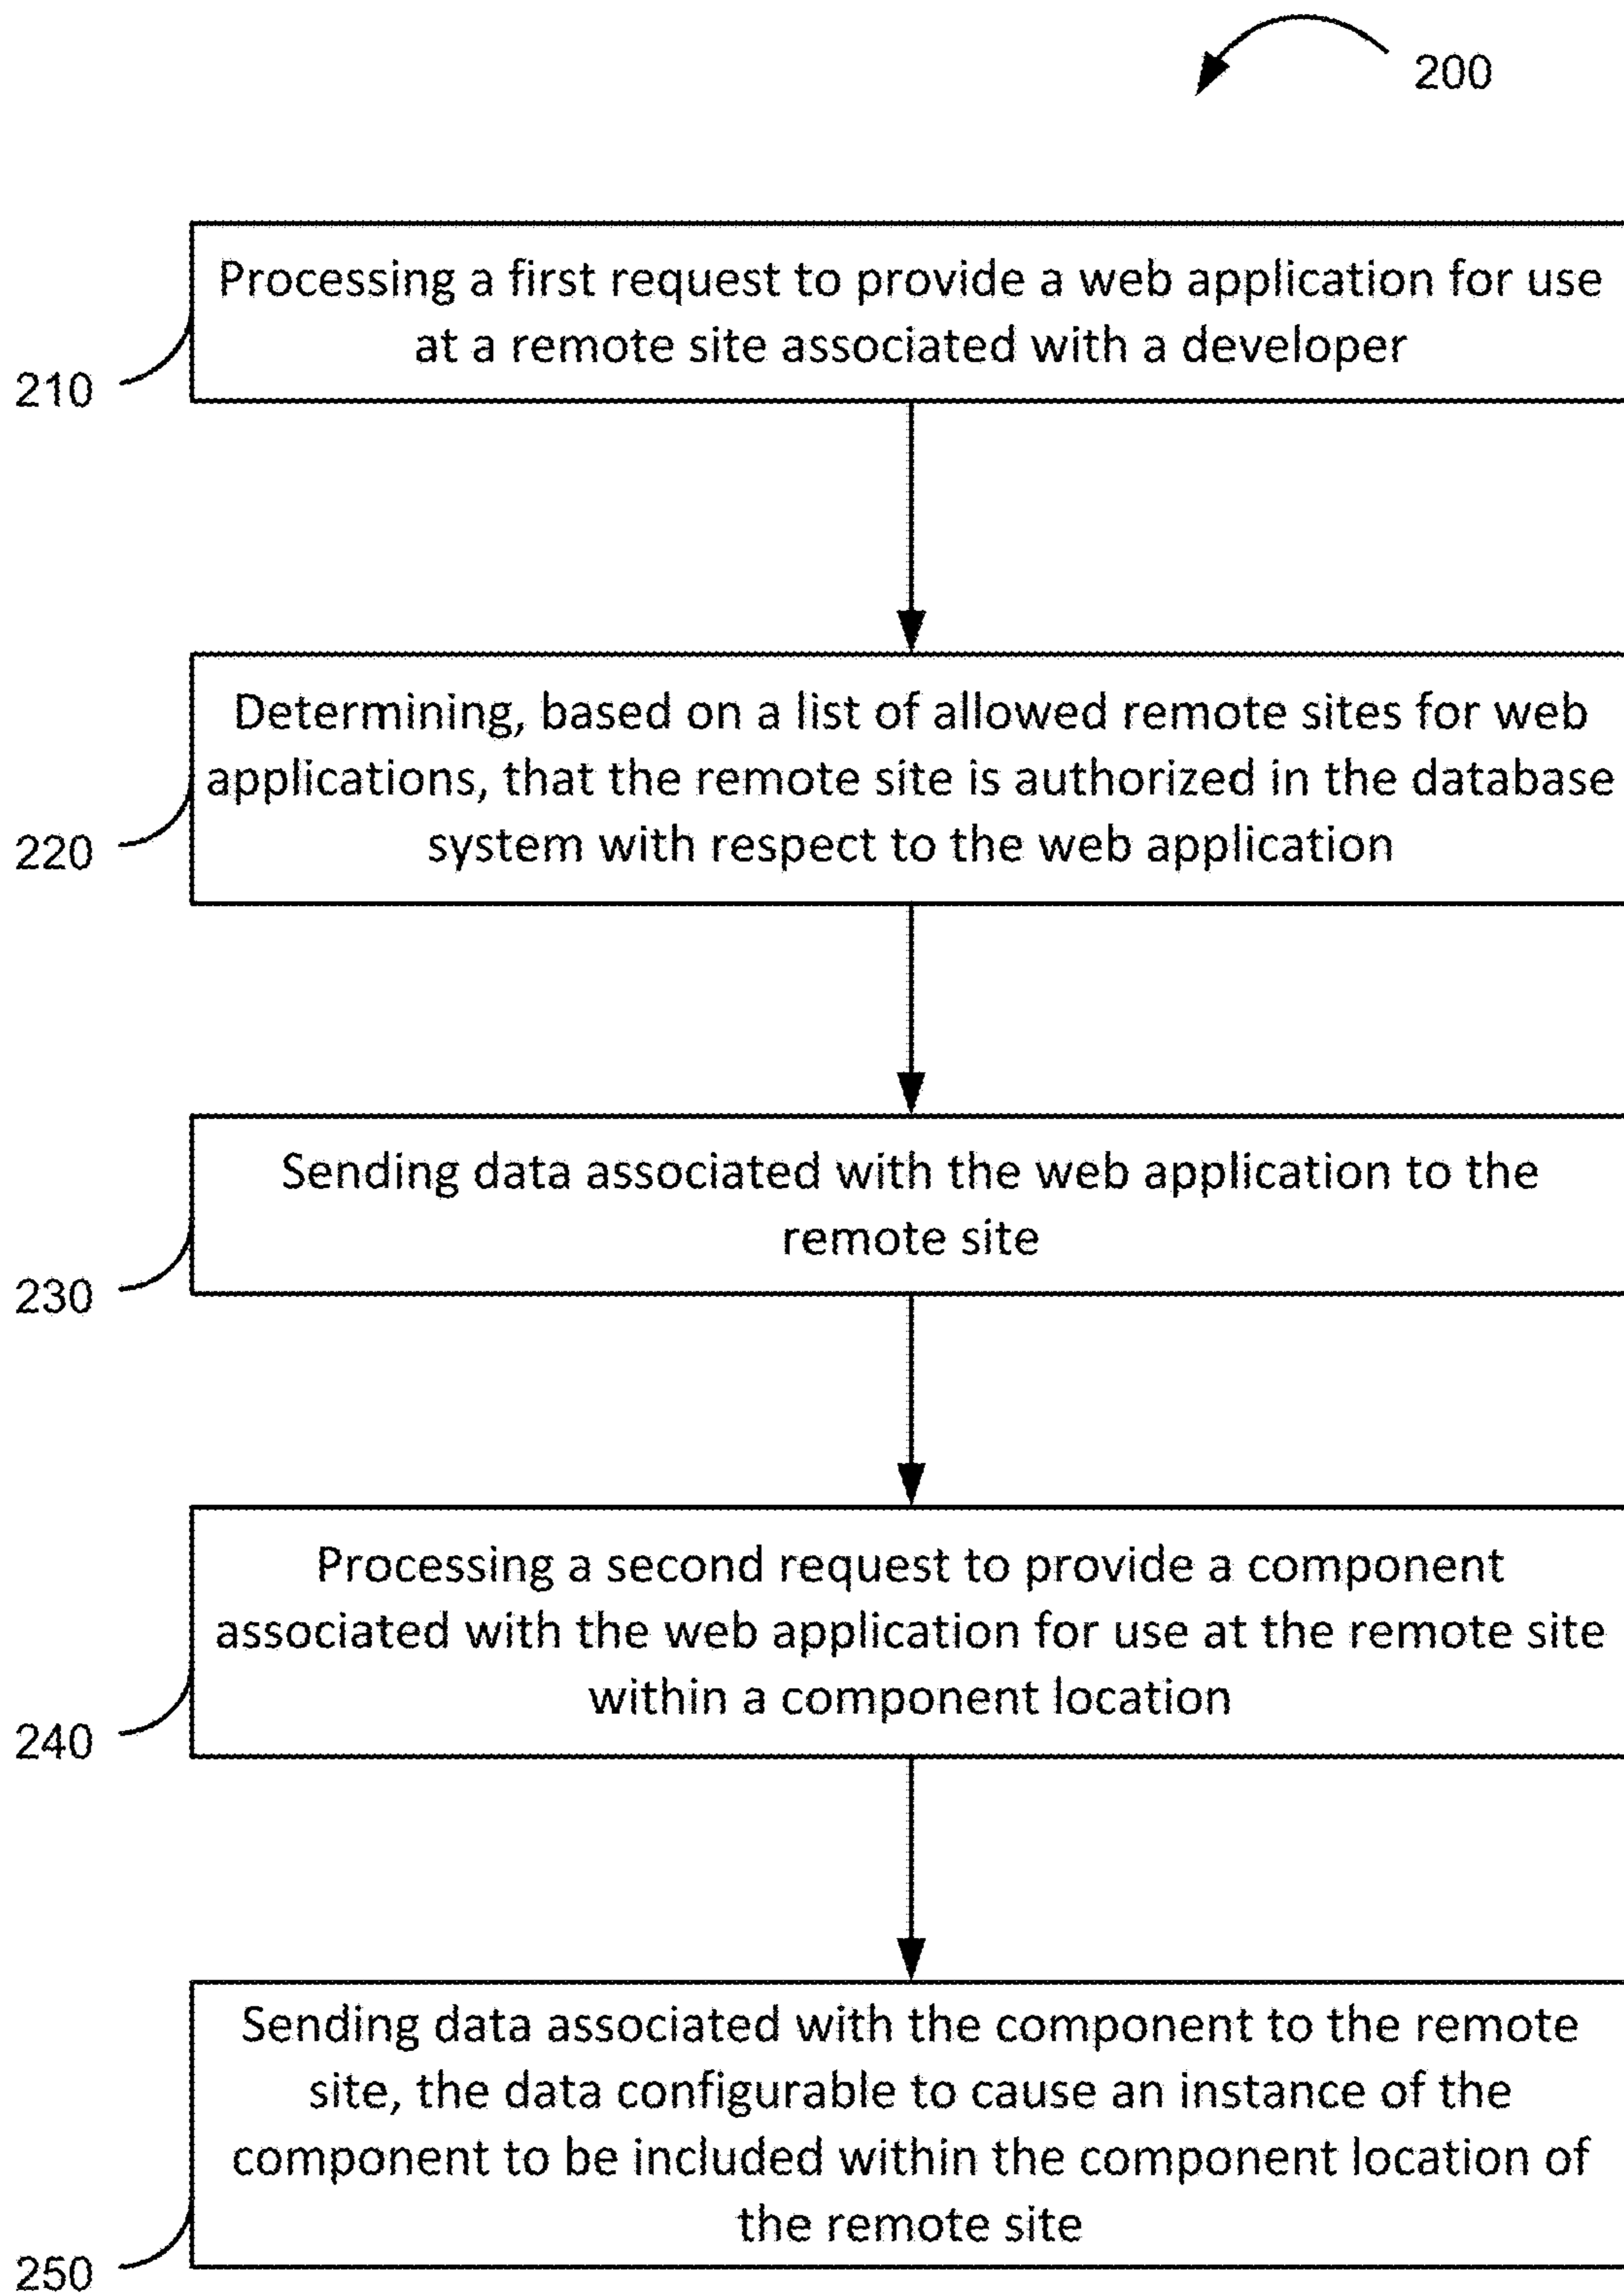 200
Processing a first request to provide a web application for use
at a remote site associated with a developer
210
Determining, based on a list of allowed remote sites for web
applications, that the remote site is authorized in the database
system with respect to the web application
220
Sending data associated with the web application to the
remote site
230
Processing a second request to provide a component
associated with the web application for use at the remote site
within a component location
240
Sending data associated with the component to the remote
site, the data configurable to cause an instance of the
component to be included within the component location of
the remote site
250